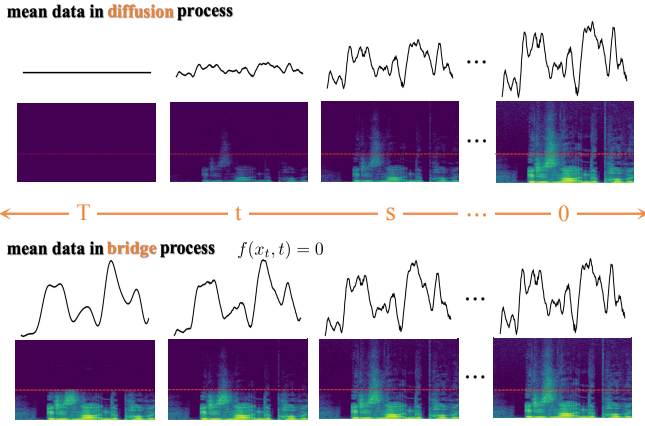 mean data in diffusion process
...
...
T t s ... 0
mean data in bridge process f(x_t, t) = 0
...
...